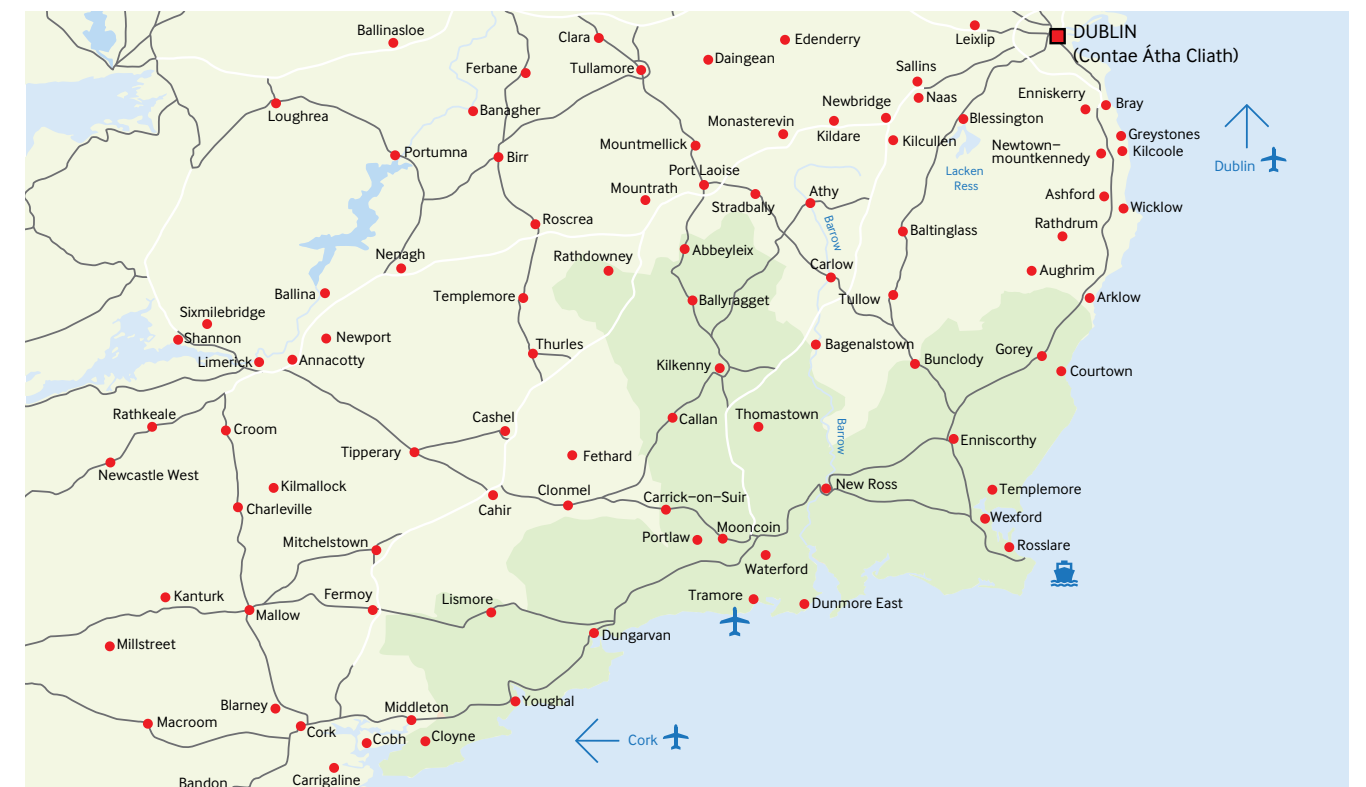 Ballinasloe
Clara
Edenderry
Leixlip
DUBLIN
(Contae Átha Cliath)
Daingean
Ferbane
Tullamore
Sallins
Naas
Enniskerry
Bray
Loughrea
Banagher
Newbridge
Monasterevin
Kildare
Blessington
Greystones
Kilcullen
Newtown–
mountkennedy
Kilcoole
Dublin
Portumna
Birr
Mountmellick
Port Laoise
Lacken
Ress
Mountrath
Stradbally
Athy
Ashford
Wicklow
Roscrea
Barrow
Baltinglass
Rathdrum
Nenagh
Rathdowney
Abbeyleix
Carlow
Aughrim
Ballina
Templemore
Ballyragget
Tullow
Arklow
Sixmilebridge
Shannon
Newport
Thurles
Bagenalstown
Gorey
Limerick
Annacotty
Kilkenny
Bunclody
Courtown
Rathkeale
Croom
Cashel
Callan
Thomastown
Barrow
Enniscorthy
Tipperary
Fethard
Newcastle West
Kilmallock
Clonmel
Carrick–on–Suir
New Ross
Templemore
Charleville
Cahir
Wexford
Mitchelstown
Portlaw
Mooncoin
Rosslare
Waterford
Kanturk
Fermoy
Lismore
Tramore
Dunmore East
Mallow
Millstreet
Dungarvan
Blarney
Middleton
Youghal
Macroom
Cork
Cobh
Cloyne
Cork
Bandon
Carrigaline